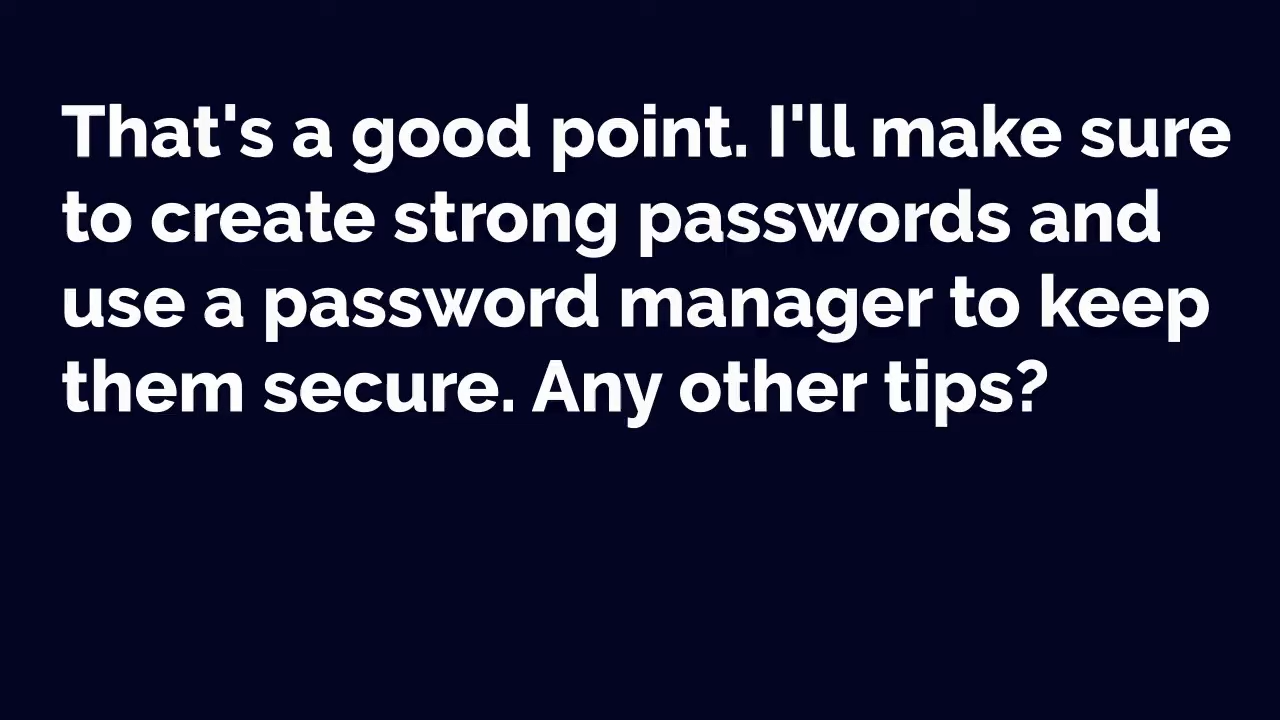 That's a good point. I'll make sure
to create strong passwords and
use a password manager to keep
them secure. Any other tips?